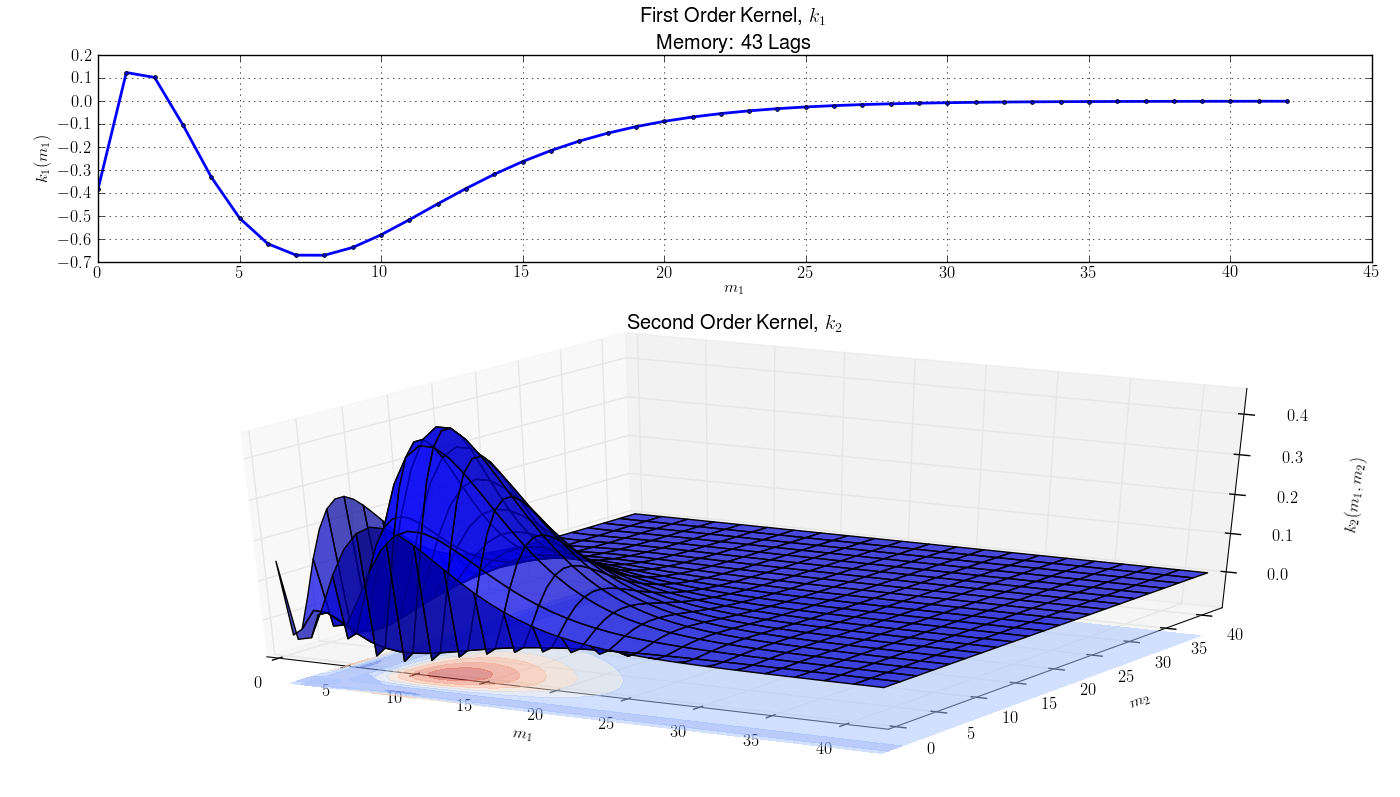 First Order Kernel, k₁
Memory: 43 Lags
0.2
0.1
0.0
−0.1
−0.2
−0.3
−0.4
−0.5
−0.6
−0.7
k₁(m₁)
0 5 10 15 20 25 30 35 40 45
m₁
Second Order Kernel, k₂
0.4
0.3
0.2
0.1
0.0
k₂(m₁, m₂)
0 5 10 15 20 25 30 35 40
m₁
0 5 10 15 20 25 30 35 40
m₂